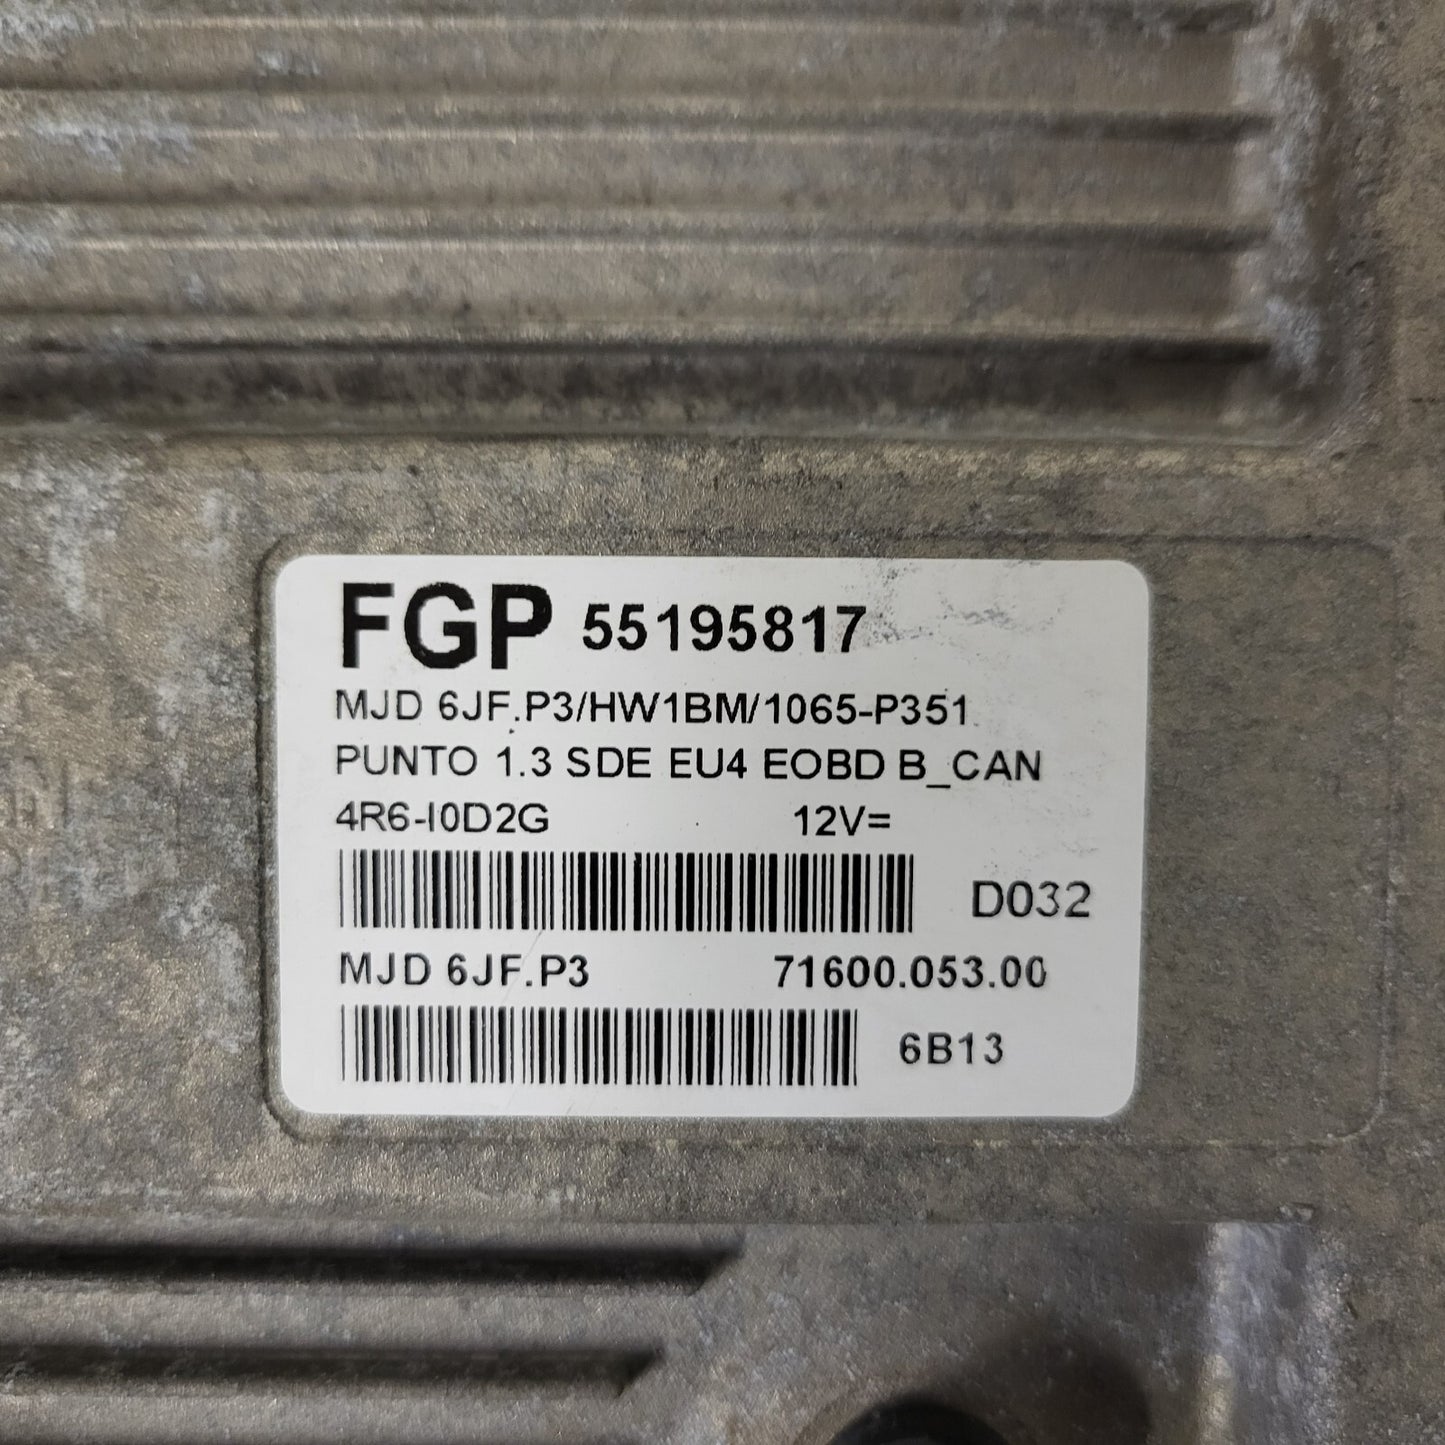 FGP 55195817
MJD 6JF.P3/HW1BM/1065-P351
PUNTO 1.3 SDE EU4 EOBD B_CAN
4R6-I0D2G 12V=
D032
MJD 6JF.P3 71600.053.00
6B13